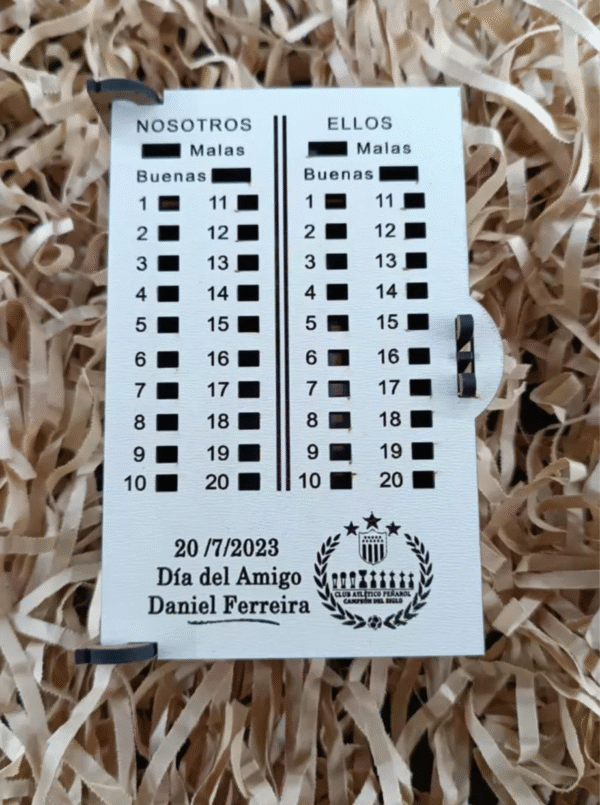 NOSOTROS ELLOS
Malas Malas
Buenas Buenas
1 11 1 11
2 12 2 12
3 13 3 13
4 14 4 14
5 15 5 15
6 16 6 16
7 17 7 17
8 18 8 18
9 19 9 19
10 20 10 20
20 /7/2023
Día del Amigo
Daniel Ferreira
CLUB ATLÉTICO PEÑAROL
CAMPEÓN DEL SIGLO